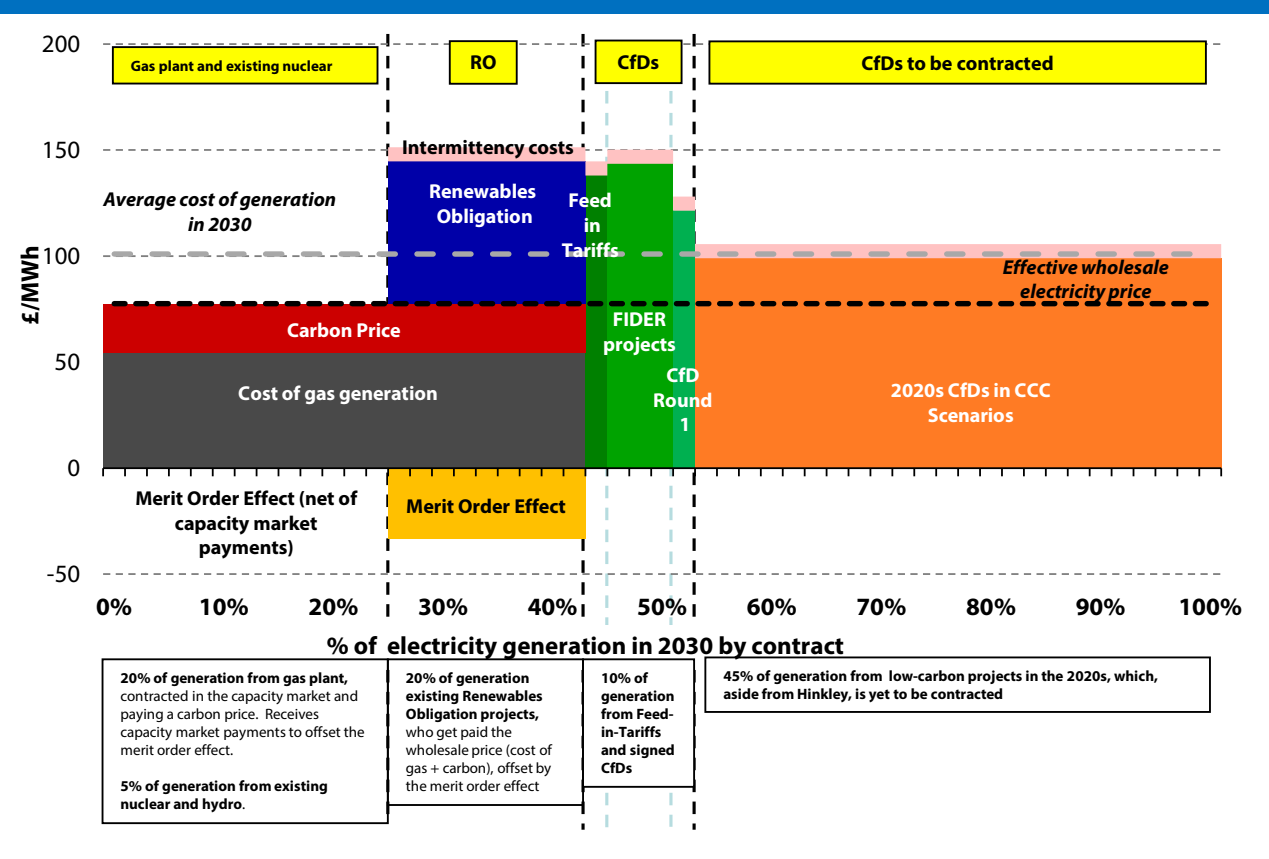 200
Gas plant and existing nuclear
RO
CfDs
CfDs to be contracted
150
Intermittency costs
Average cost of generation
in 2030
Renewables
Obligation
Feed
in
Tariffs
100
£/MWh
Effective wholesale
electricity price
Carbon Price
FIDER
projects
50
Cost of gas generation
CfD
Round
1
2020s CfDs in CCC
Scenarios
0
Merit Order Effect (net of
capacity market
payments)
Merit Order Effect
-50
0% 10% 20% 30% 40% 50% 60% 70% 80% 90% 100%
% of electricity generation in 2030 by contract
20% of generation from gas plant,
contracted in the capacity market and
paying a carbon price. Receives
capacity market payments to offset the
merit order effect.
5% of generation from existing
nuclear and hydro.
20% of generation
existing Renewables
Obligation projects,
who get paid the
wholesale price (cost of
gas + carbon), offset by
the merit order effect
10% of
generation
from Feed-
in-Tariffs
and signed
CfDs
45% of generation from low-carbon projects in the 2020s, which,
aside from Hinkley, is yet to be contracted